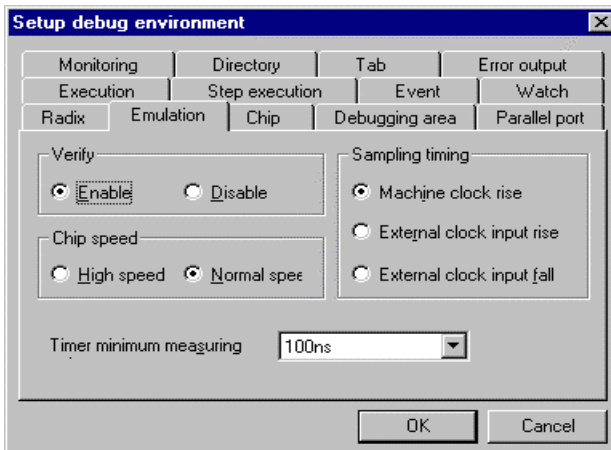 Setup debug environment
Monitoring Directory Tab Error output
Execution Step execution Event Watch
Radix Emulation Chip Debugging area Parallel port
Verify
Enable Disable
Chip speed
High speed Normal spee
Sampling timing
Machine clock rise
External clock input rise
External clock input fall
Timer minimum measuring 100ns
OK Cancel